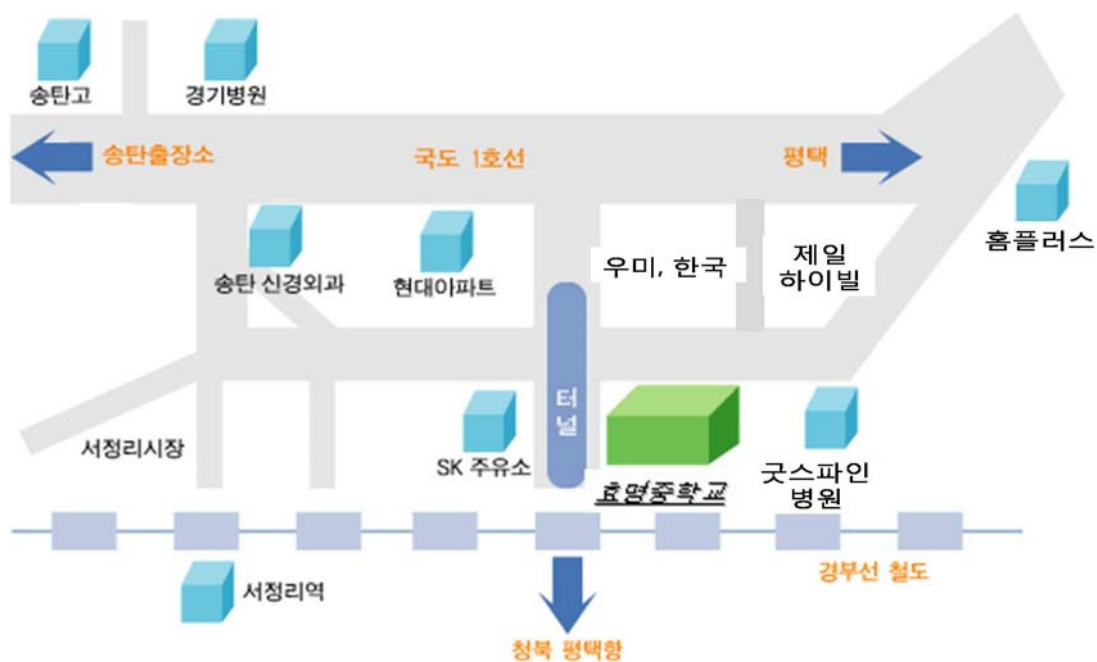 송탄고
경기병원
송탄출장소
국도 1호선
평택
홈플러스
송탄 신경외과
현대아파트
우미, 한국
제일
하이빌
터널
서정리시장
SK 주유소
효명중학교
굿스파인
병원
서정리역
경부선 철도
청북 평택항